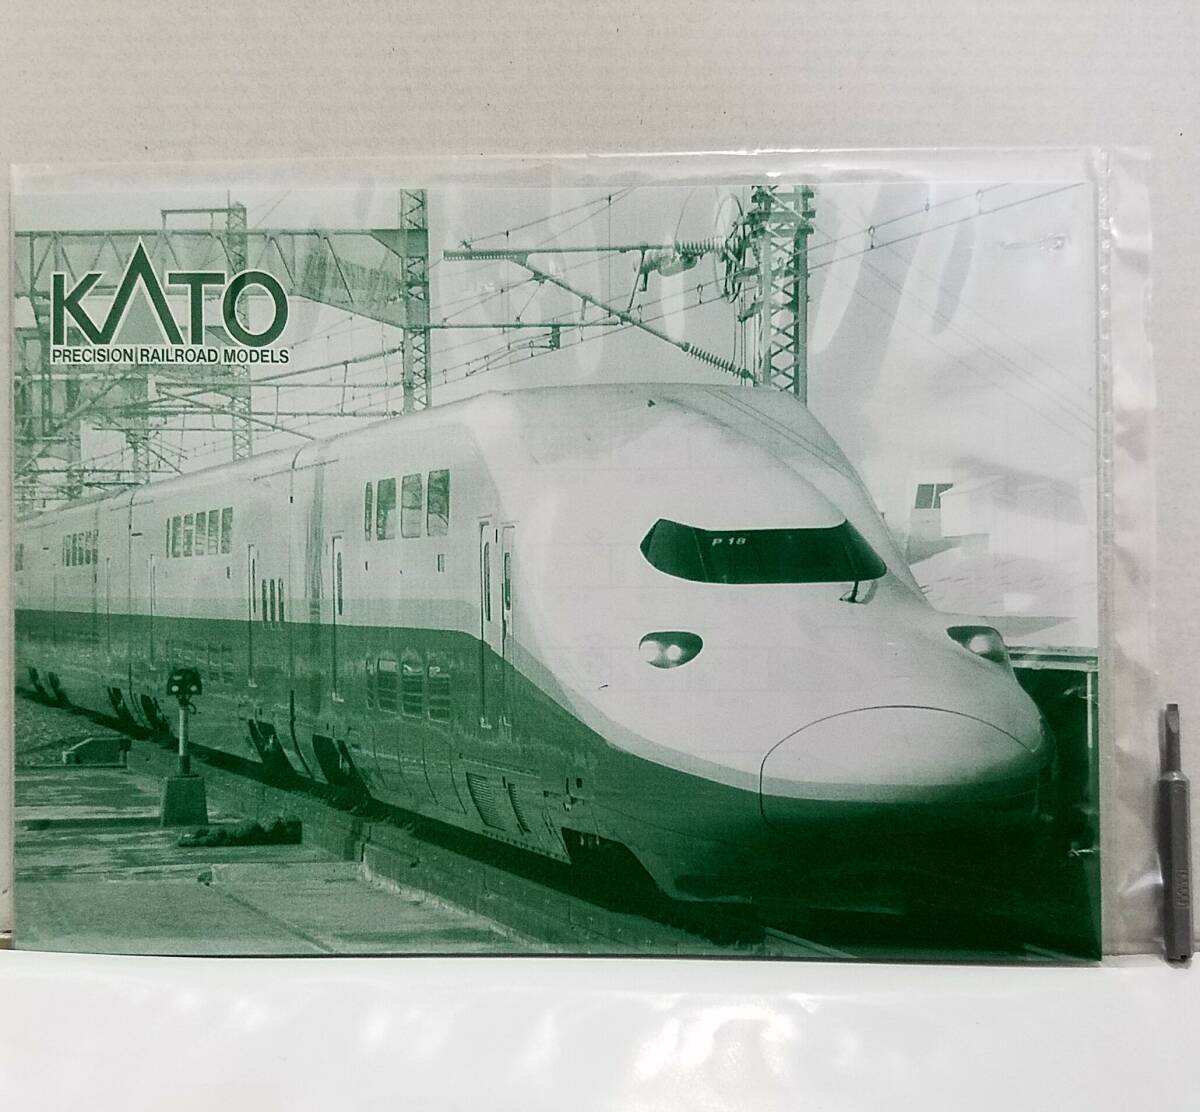 KATO
PRECISION RAILROAD MODELS
P 18